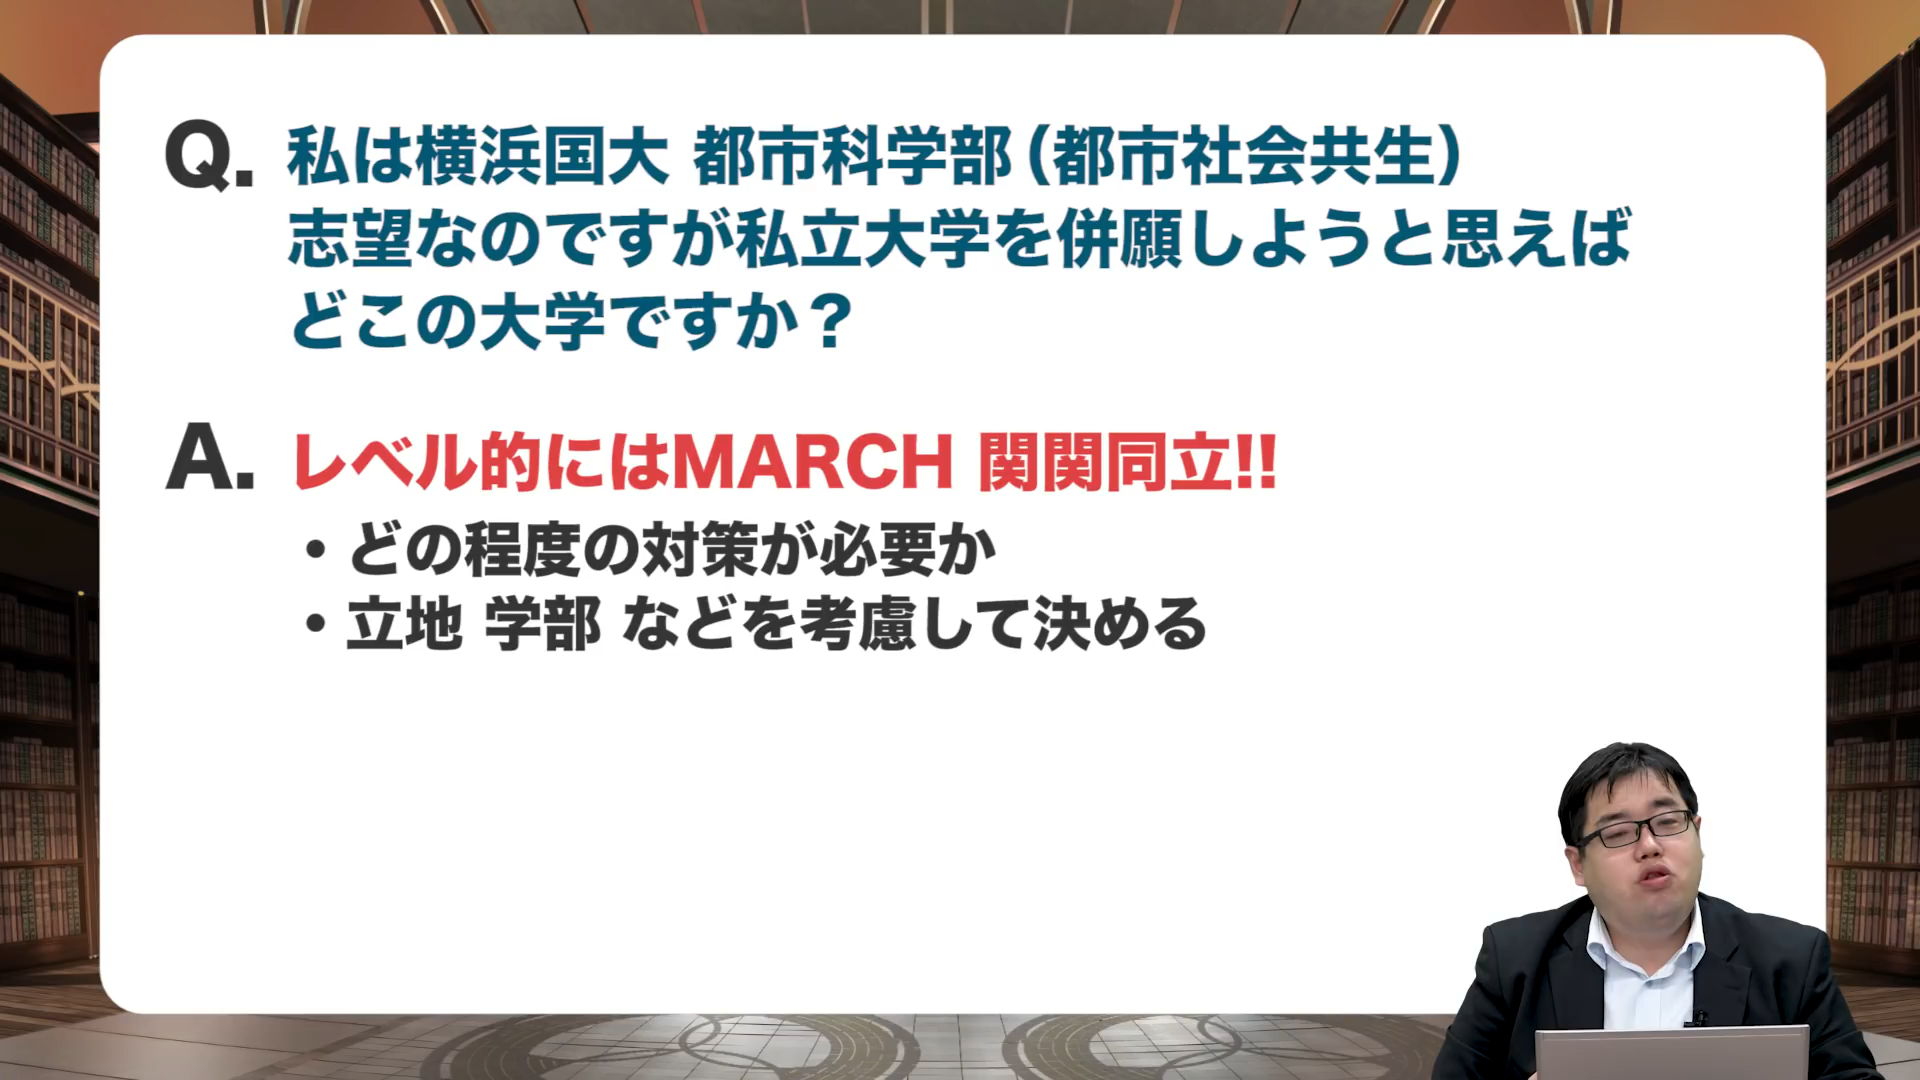 Q. 私は横浜国大 都市科学部(都市社会共生)
志望なのですが私立大学を併願しようと思えば
どこの大学ですか?
A. レベル的にはMARCH 関関同立!!
・どの程度の対策が必要か
・立地 学部 などを考慮して決める